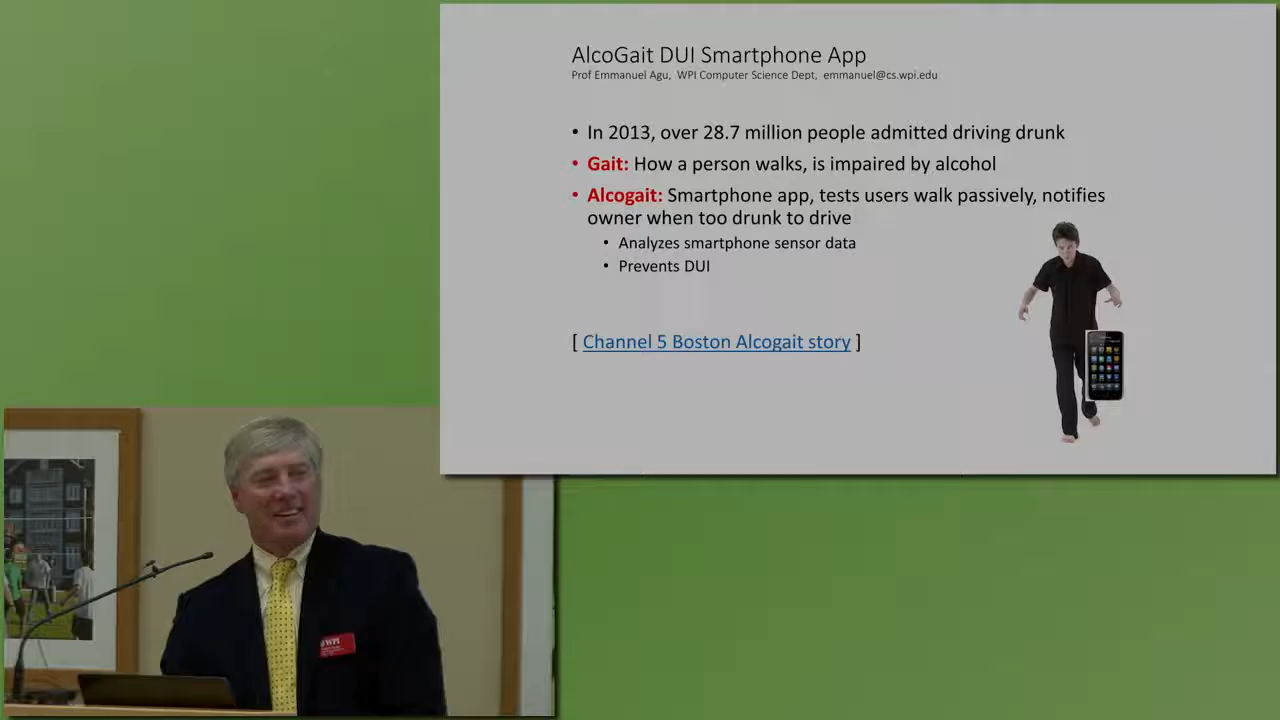 AlcoGait DUI Smartphone App
Prof Emmanuel Agu, WPI Computer Science Dept, emmanuel@cs.wpi.edu
• In 2013, over 28.7 million people admitted driving drunk
• Gait: How a person walks, is impaired by alcohol
• Alcogait: Smartphone app, tests users walk passively, notifies
owner when too drunk to drive
• Analyzes smartphone sensor data
• Prevents DUI
[ Channel 5 Boston Alcogait story ]
WPI